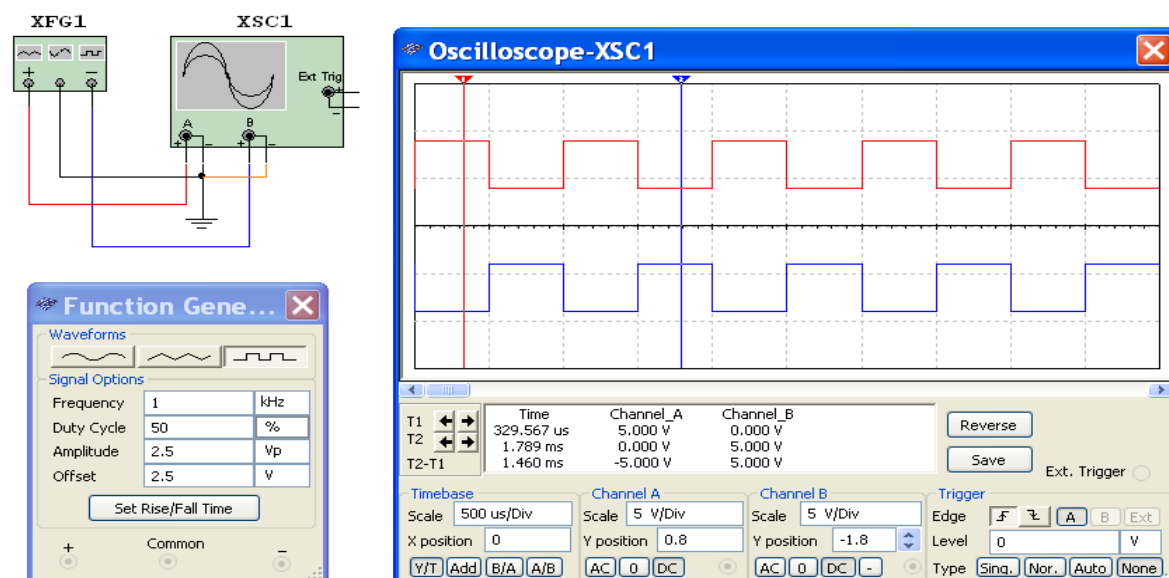 XFG1
XSC1
Ext Trig
+
−
+
−
A
B
+
−
+
−
Oscilloscope-XSC1
1
2
Function Gene...
Waveforms
Signal Options
Frequency 1 kHz
Duty Cycle 50 %
Amplitude 2.5 Vp
Offset 2.5 V
Set Rise/Fall Time
+ Common −
Time Channel_A Channel_B
T1 329.567 us 5.000 V 0.000 V
T2 1.789 ms 0.000 V 5.000 V
T2-T1 1.460 ms -5.000 V 5.000 V
Reverse
Save
Ext. Trigger
Timebase
Scale 500 us/Div
X position 0
Y/T Add B/A A/B
Channel A
Scale 5 V/Div
Y position 0.8
AC 0 DC
Channel B
Scale 5 V/Div
Y position -1.8
AC 0 DC -
Trigger
Edge A B Ext
Level 0 V
Type Sing. Nor. Auto None